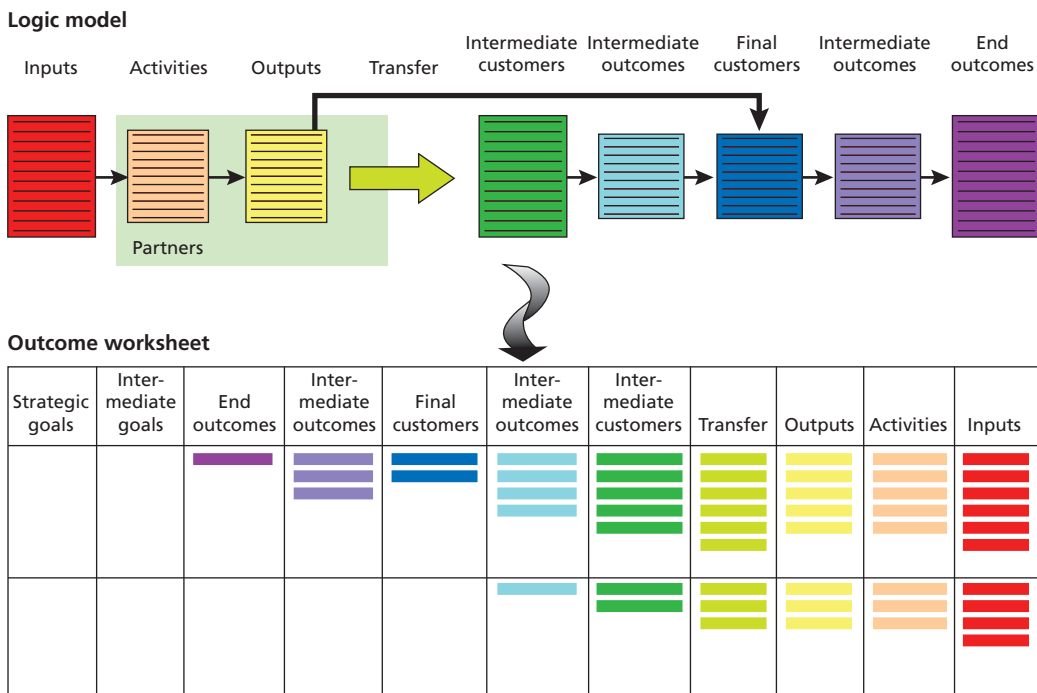 Logic model
Inputs
Activities
Outputs
Transfer
Intermediate
customers
Intermediate
outcomes
Final
customers
Intermediate
outcomes
End
outcomes
Partners
Outcome worksheet
Strategic
goals
Inter-
mediate
goals
End
outcomes
Inter-
mediate
outcomes
Final
customers
Inter-
mediate
outcomes
Inter-
mediate
customers
Transfer
Outputs
Activities
Inputs